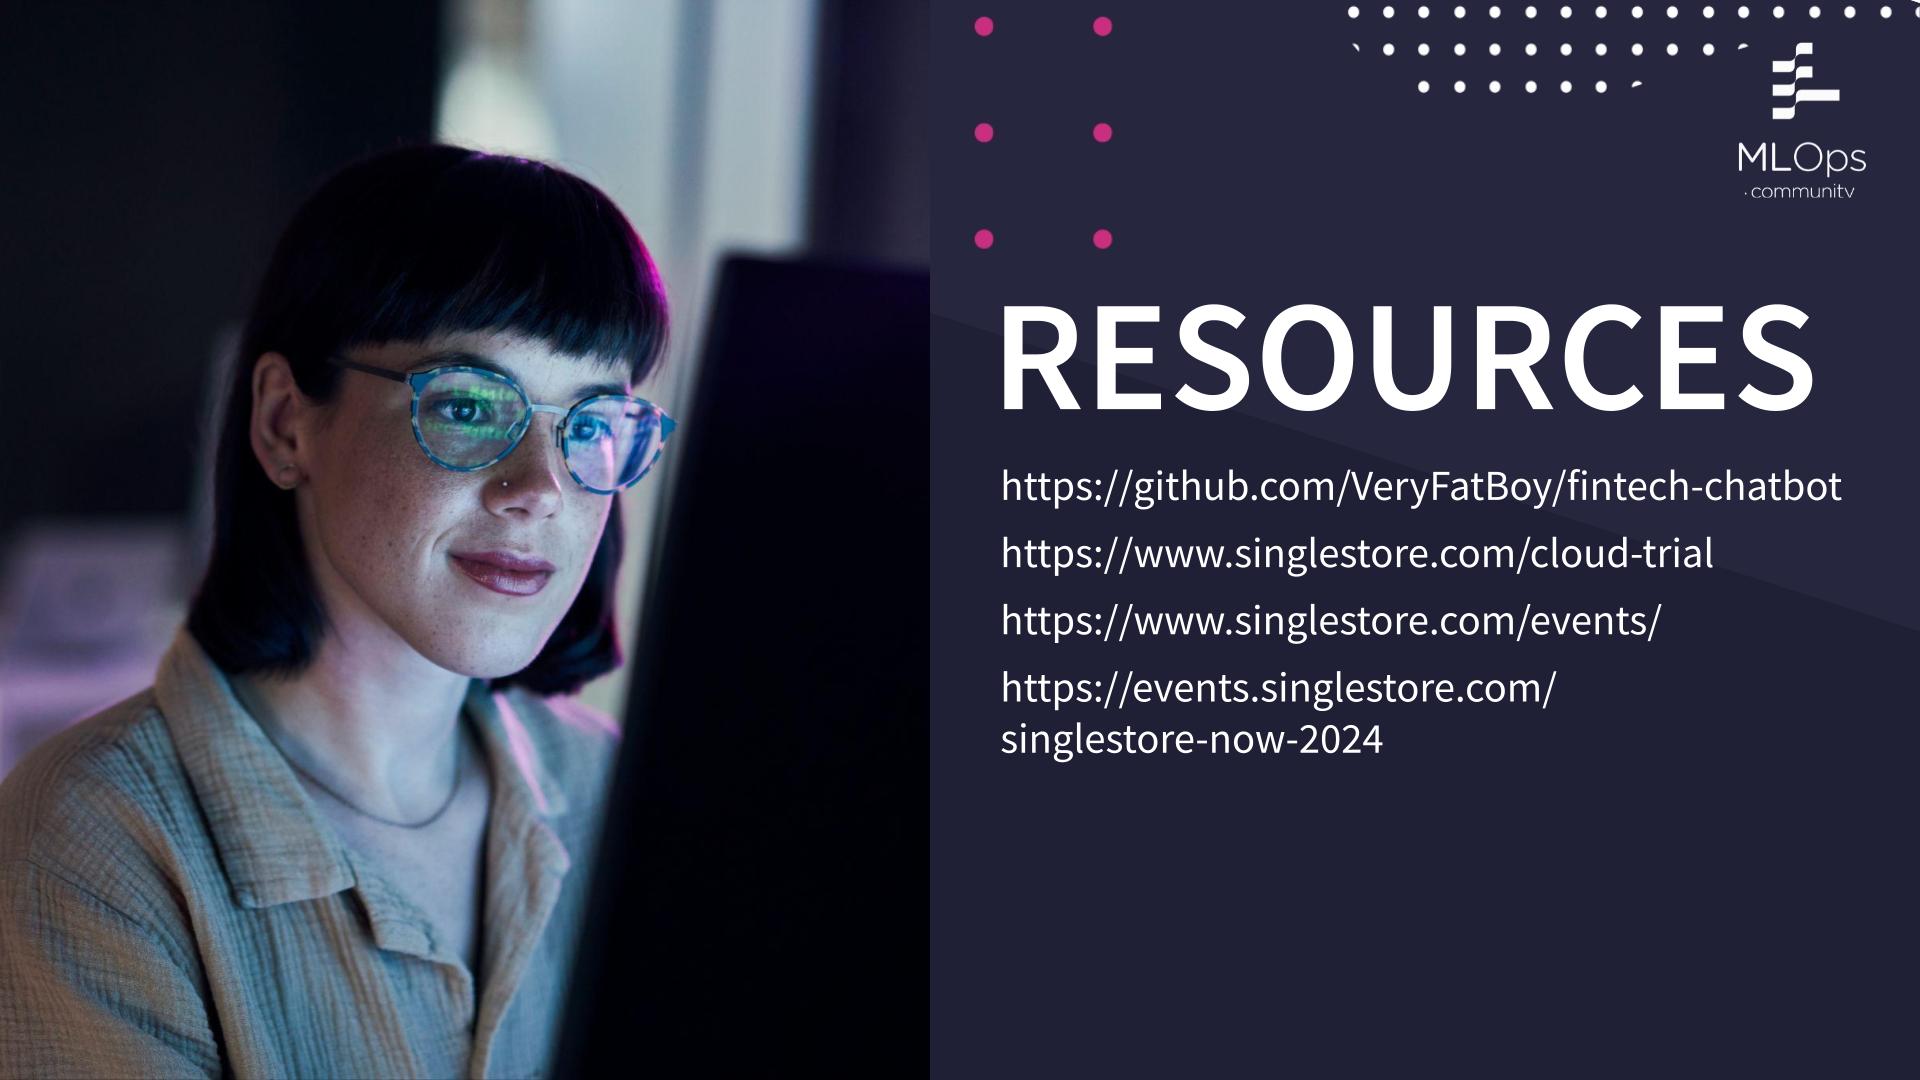 MLOps
.community
RESOURCES
https://github.com/VeryFatBoy/fintech-chatbot
https://www.singlestore.com/cloud-trial
https://www.singlestore.com/events/
https://events.singlestore.com/
singlestore-now-2024